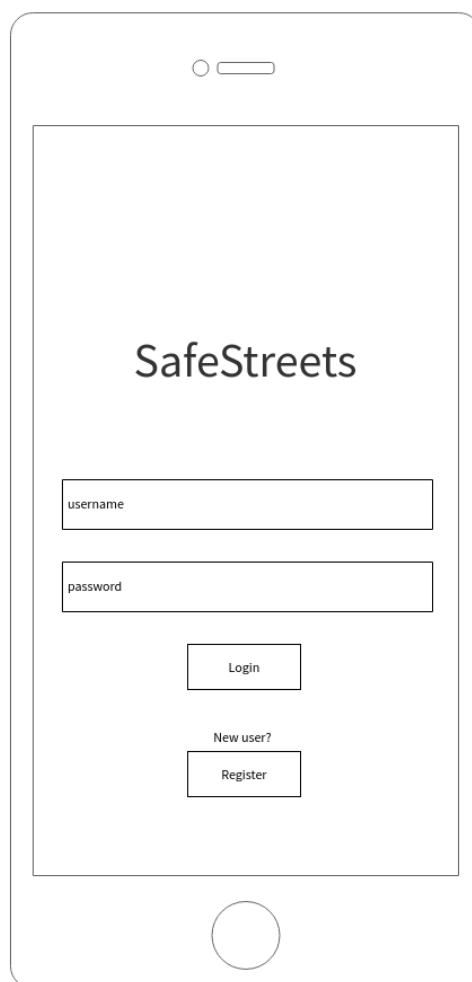 SafeStreets
username
password
Login
New user?
Register